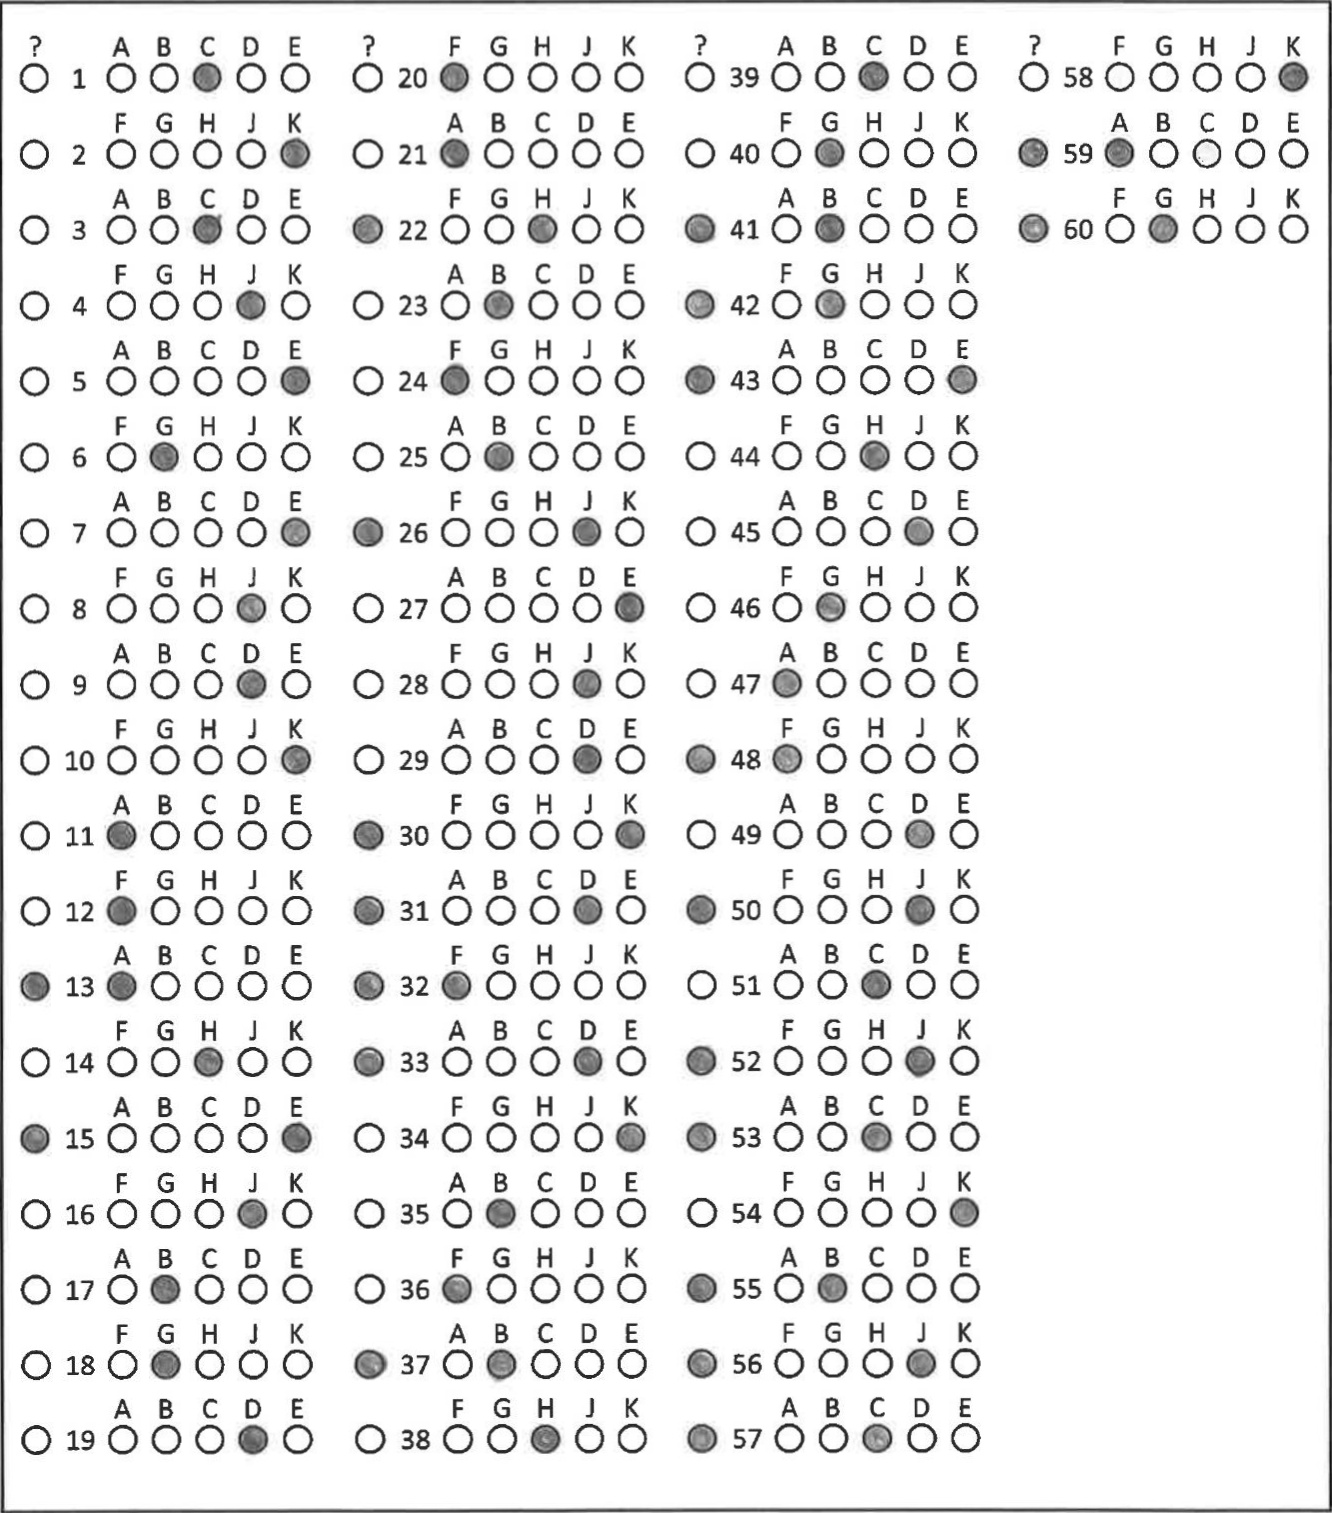 ? A B C D E ? F G H J K ? A B C D E ? F G H J K
1 20 39 58
F G H J K A B C D E F G H J K A B C D E
2 21 40 59
A B C D E F G H J K A B C D E F G H J K
3 22 41 60
F G H J K A B C D E F G H J K
4 23 42
A B C D E F G H J K A B C D E
5 24 43
F G H J K A B C D E F G H J K
6 25 44
A B C D E F G H J K A B C D E
7 26 45
F G H J K A B C D E F G H J K
8 27 46
A B C D E F G H J K A B C D E
9 28 47
F G H J K A B C D E F G H J K
10 29 48
A B C D E F G H J K A B C D E
11 30 49
F G H J K A B C D E F G H J K
12 31 50
A B C D E F G H J K A B C D E
13 32 51
F G H J K A B C D E F G H J K
14 33 52
A B C D E F G H J K A B C D E
15 34 53
F G H J K A B C D E F G H J K
16 35 54
A B C D E F G H J K A B C D E
17 36 55
F G H J K A B C D E F G H J K
18 37 56
A B C D E F G H J K A B C D E
19 38 57